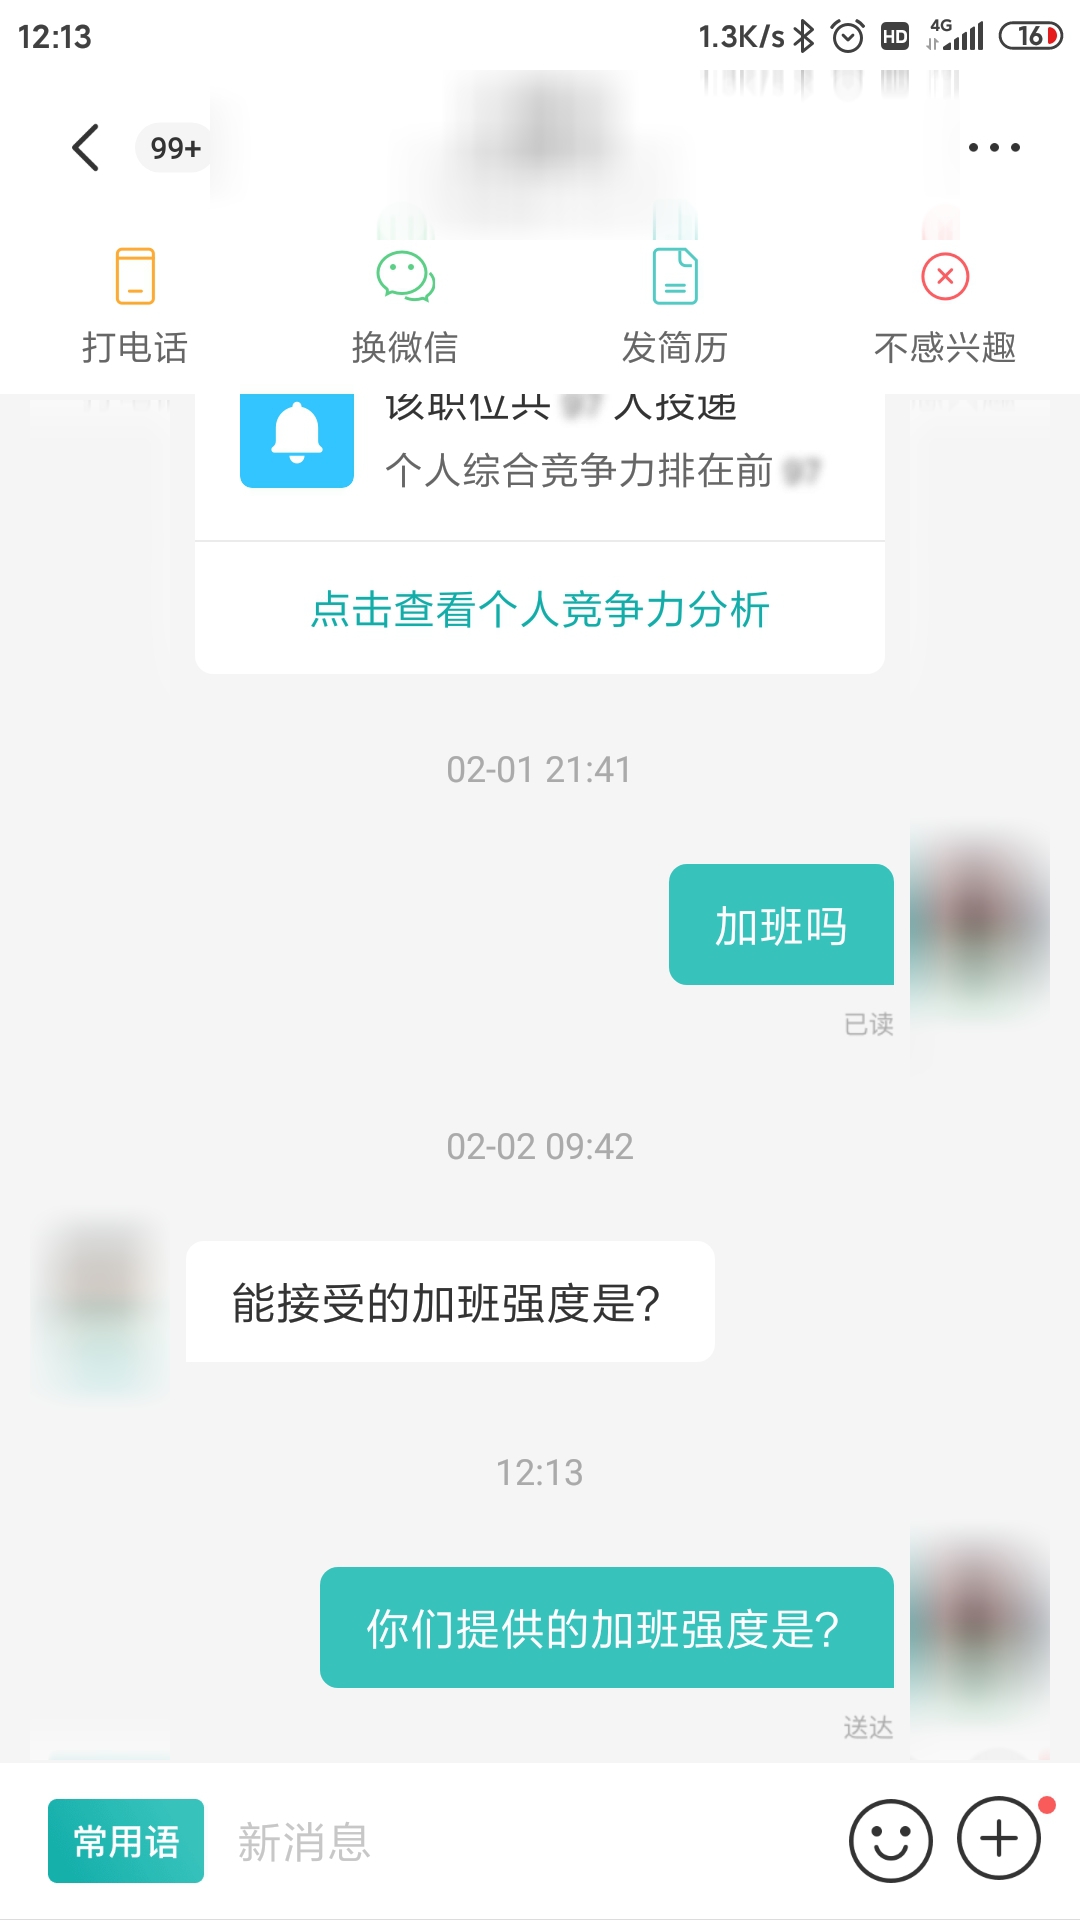 12:13
1.3K/s HD 4G 16
99+
打电话 换微信 发简历 不感兴趣
该职位共 97 人投递
个人综合竞争力排在前 97
点击查看个人竞争力分析
02-01 21:41
加班吗
已读
02-02 09:42
能接受的加班强度是?
12:13
你们提供的加班强度是?
送达
常用语 新消息